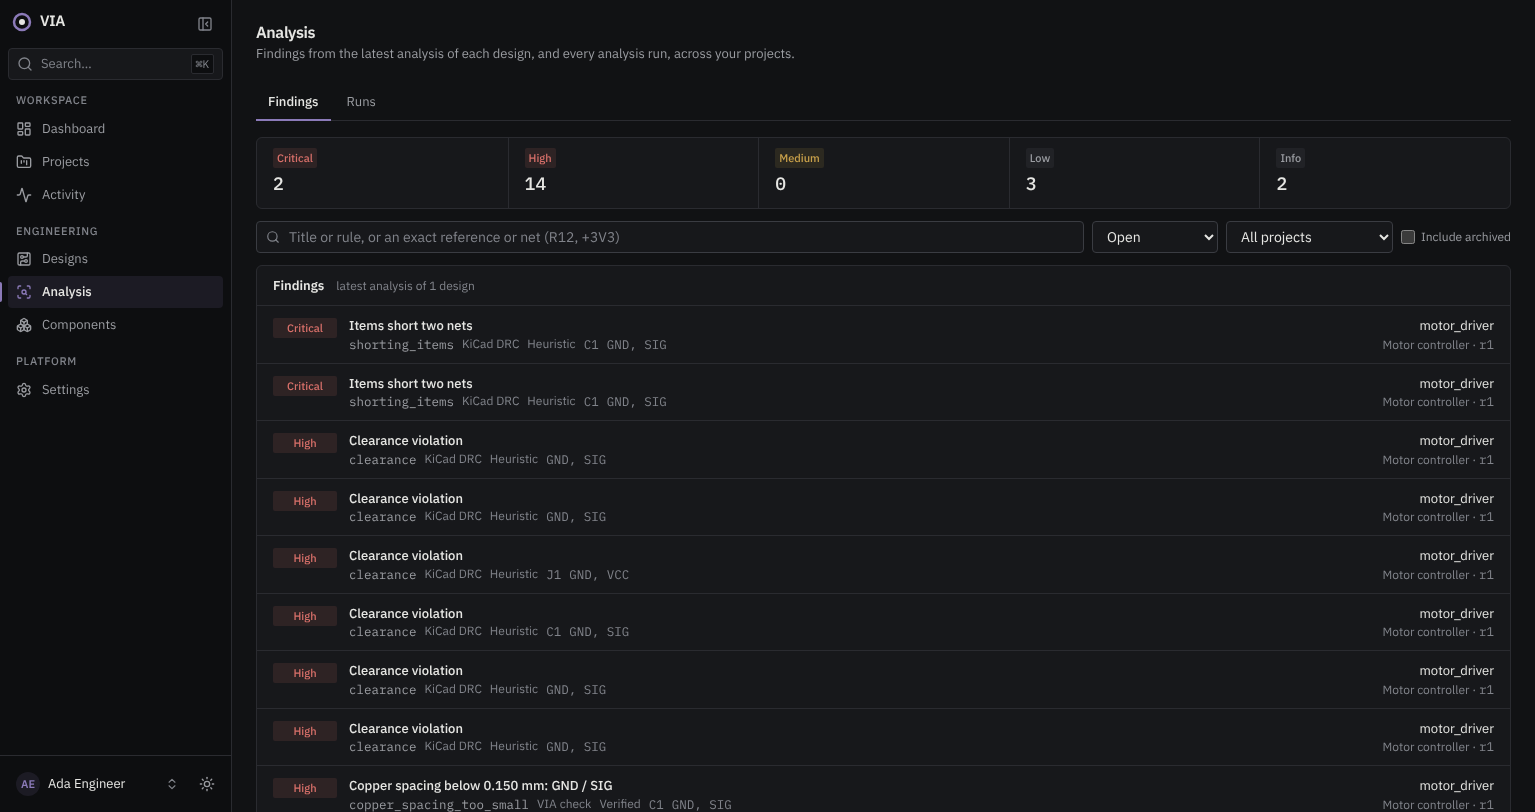 VIA
Search...
⌘K
WORKSPACE
Dashboard
Projects
Activity
ENGINEERING
Designs
Analysis
Components
PLATFORM
Settings
AE
Ada Engineer
Analysis
Findings from the latest analysis of each design, and every analysis run, across your projects.
Findings
Runs
Critical
2
High
14
Medium
0
Low
3
Info
2
Title or rule, or an exact reference or net (R12, +3V3)
Open
All projects
Include archived
Findings latest analysis of 1 design
Critical
Items short two nets
shorting_items KiCad DRC Heuristic C1 GND, SIG
motor_driver
Motor controller · r1
Critical
Items short two nets
shorting_items KiCad DRC Heuristic C1 GND, SIG
motor_driver
Motor controller · r1
High
Clearance violation
clearance KiCad DRC Heuristic GND, SIG
motor_driver
Motor controller · r1
High
Clearance violation
clearance KiCad DRC Heuristic GND, SIG
motor_driver
Motor controller · r1
High
Clearance violation
clearance KiCad DRC Heuristic J1 GND, VCC
motor_driver
Motor controller · r1
High
Clearance violation
clearance KiCad DRC Heuristic C1 GND, SIG
motor_driver
Motor controller · r1
High
Clearance violation
clearance KiCad DRC Heuristic GND, SIG
motor_driver
Motor controller · r1
High
Clearance violation
clearance KiCad DRC Heuristic GND, SIG
motor_driver
Motor controller · r1
High
Copper spacing below 0.150 mm: GND / SIG
copper_spacing_too_small VIA check Verified C1 GND, SIG
motor_driver
Motor controller · r1